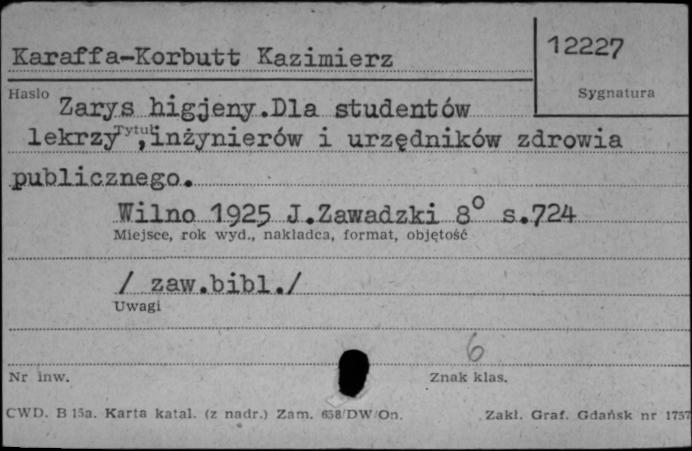 Karaffa-Korbutt Kazimierz
12227
Hasło
Sygnatura
Zarys higjeny.Dla studentów
lekrzy ,inżynierów i urzędników zdrowia
Tytuł
publicznego.
Wilno 1925 J.Zawadzki 8° s.724
Miejsce, rok wyd., nakładca, format, objętość
/ zaw.bibl./
Uwagi
6
Nr inw.
Znak klas.
CWD. B 15a. Karta katal. (z nadr.) Zam. 658/DW/On.
Zakł. Graf. Gdańsk nr 1757